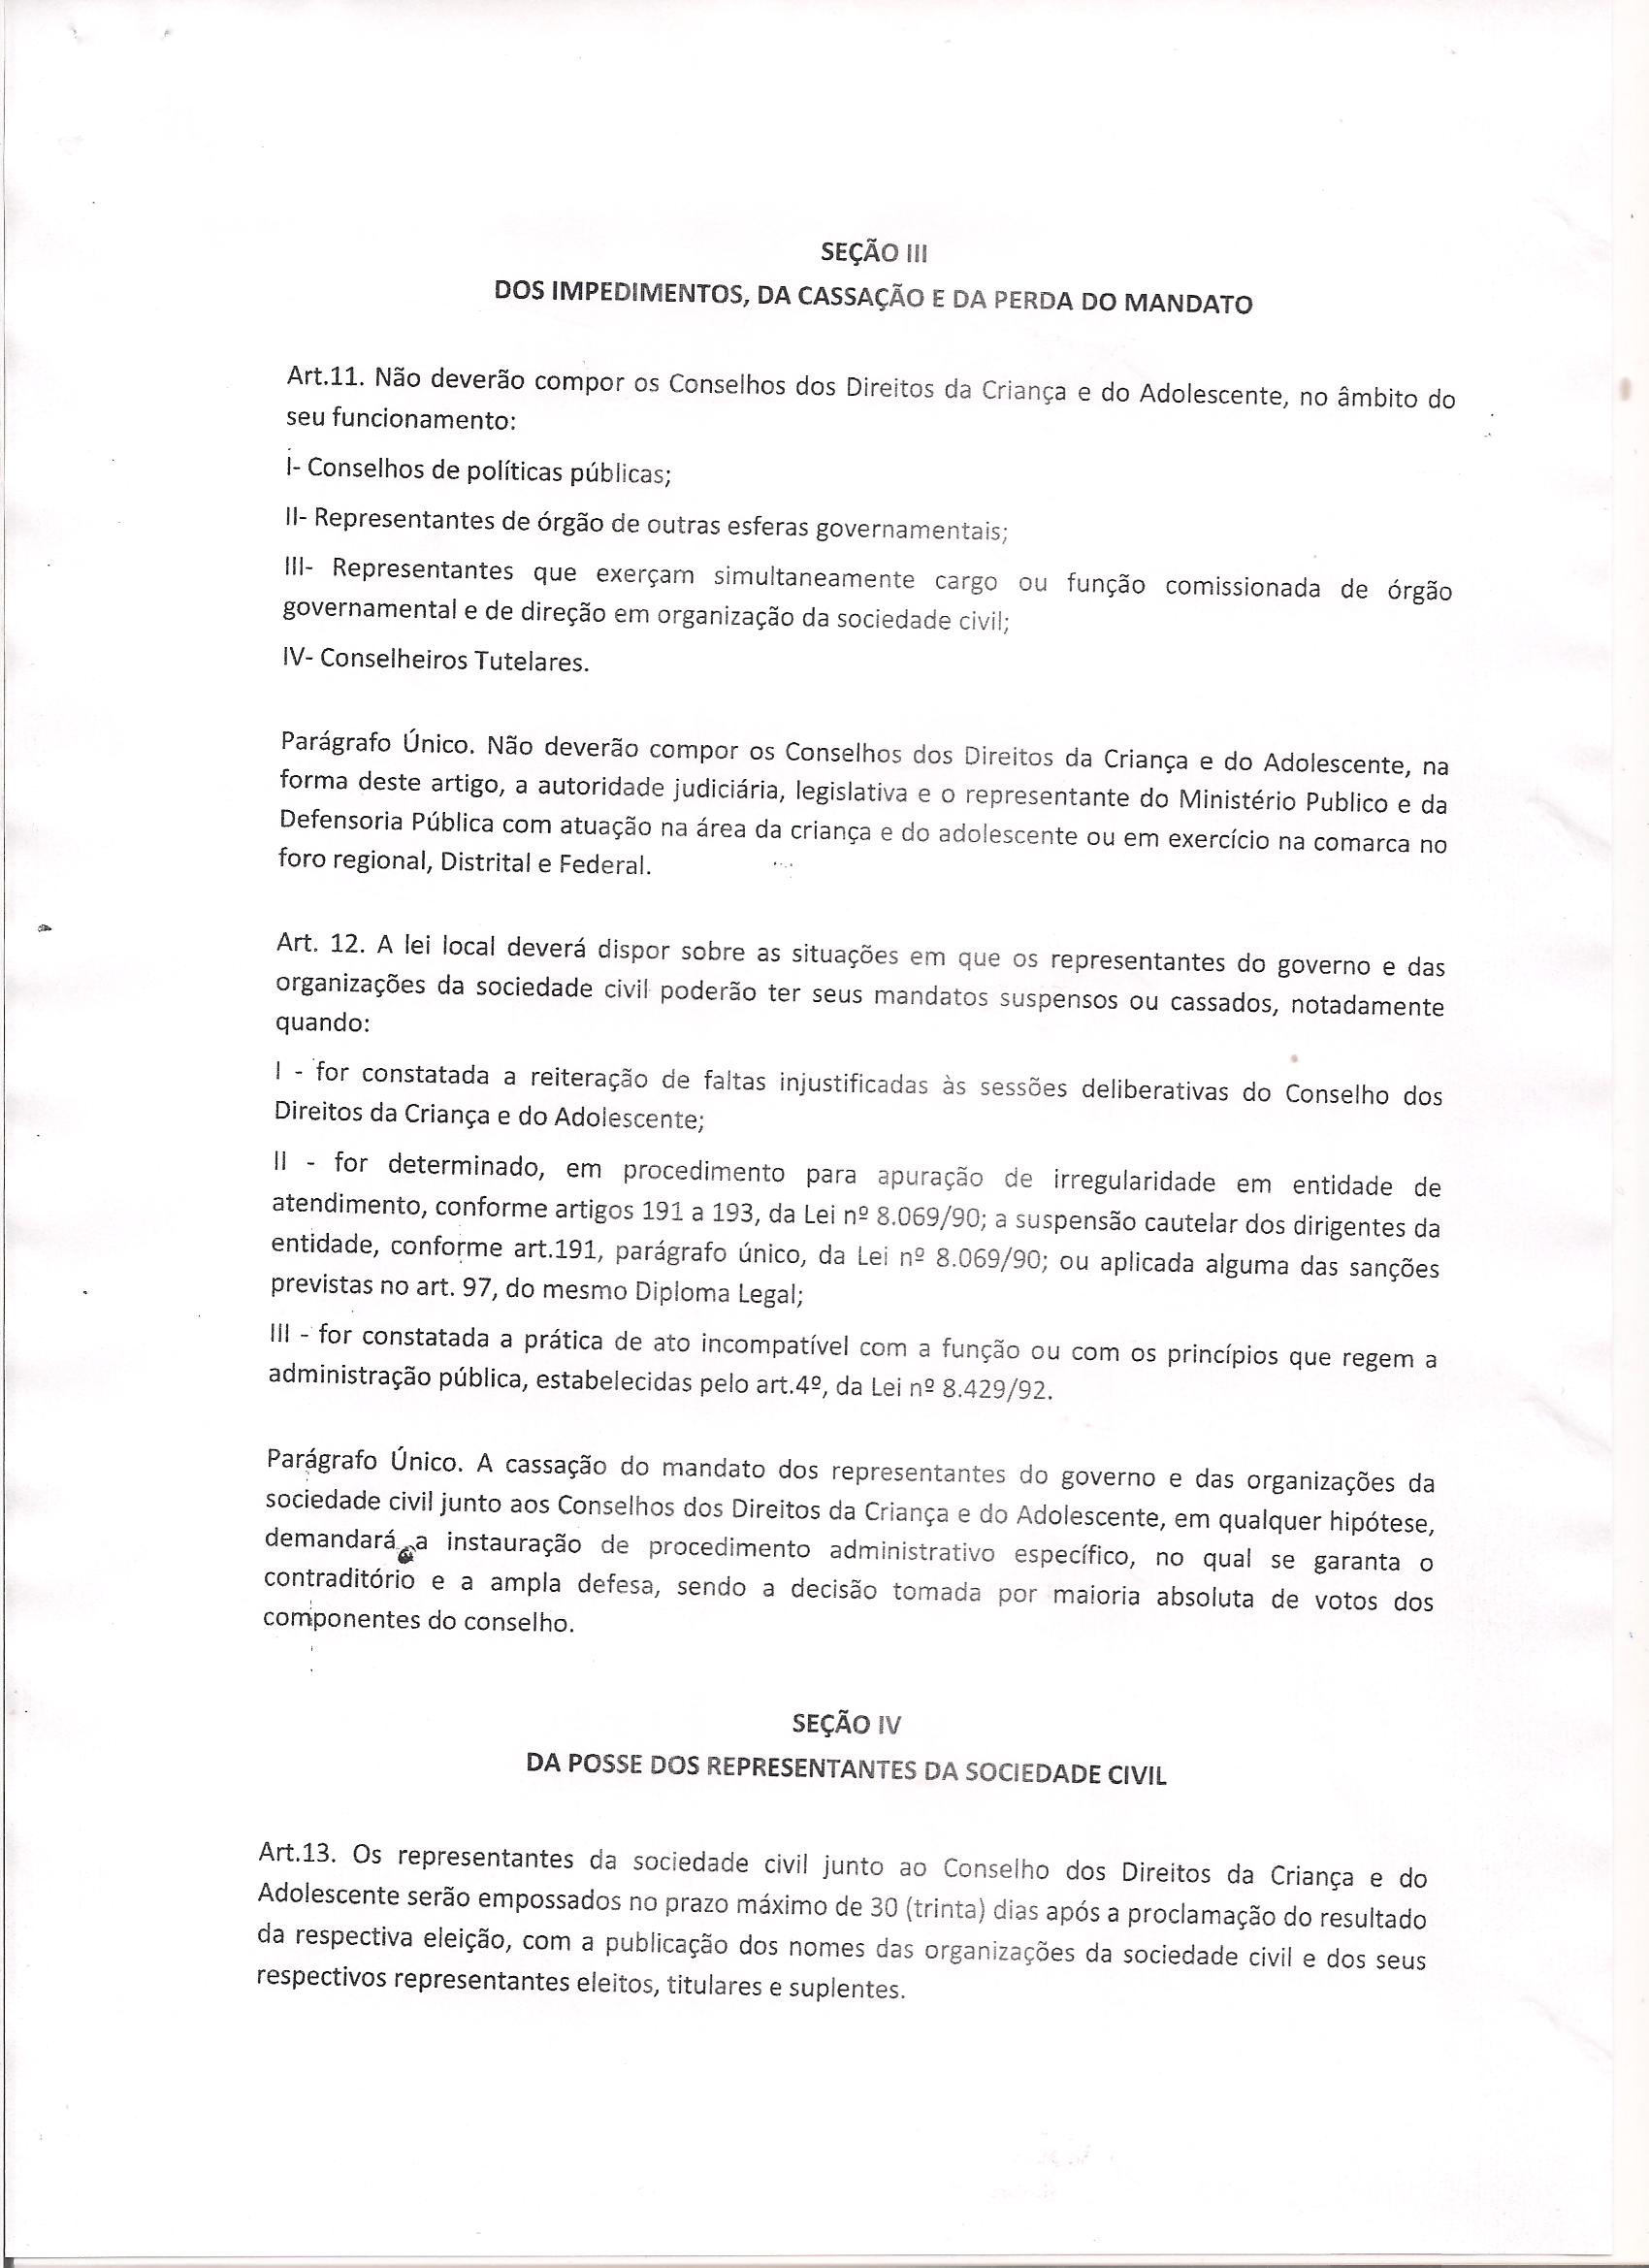 SEÇÃO III
DOS IMPEDIMENTOS, DA CASSAÇÃO E DA PERDA DO MANDATO
Art.11. Não deverão compor os Conselhos dos Direitos da Criança e do Adolescente, no âmbito do
seu funcionamento:
I- Conselhos de políticas públicas;
II- Representantes de órgão de outras esferas governamentais;
III- Representantes que exerçam simultaneamente cargo ou função comissionada de órgão
governamental e de direção em organização da sociedade civil;
IV- Conselheiros Tutelares.
Parágrafo Único. Não deverão compor os Conselhos dos Direitos da Criança e do Adolescente, na
forma deste artigo, a autoridade judiciária, legislativa e o representante do Ministério Publico e da
Defensoria Pública com atuação na área da criança e do adolescente ou em exercício na comarca no
foro regional, Distrital e Federal.
Art. 12. A lei local deverá dispor sobre as situações em que os representantes do governo e das
organizações da sociedade civil poderão ter seus mandatos suspensos ou cassados, notadamente
quando:
I - for constatada a reiteração de faltas injustificadas às sessões deliberativas do Conselho dos
Direitos da Criança e do Adolescente;
II - for determinado, em procedimento para apuração de irregularidade em entidade de
atendimento, conforme artigos 191 a 193, da Lei nº 8.069/90; a suspensão cautelar dos dirigentes da
entidade, conforme art.191, parágrafo único, da Lei nº 8.069/90; ou aplicada alguma das sanções
previstas no art. 97, do mesmo Diploma Legal;
III - for constatada a prática de ato incompatível com a função ou com os princípios que regem a
administração pública, estabelecidas pelo art.4º, da Lei nº 8.429/92.
Parágrafo Único. A cassação do mandato dos representantes do governo e das organizações da
sociedade civil junto aos Conselhos dos Direitos da Criança e do Adolescente, em qualquer hipótese,
demandará a instauração de procedimento administrativo específico, no qual se garanta o
contraditório e a ampla defesa, sendo a decisão tomada por maioria absoluta de votos dos
componentes do conselho.
SEÇÃO IV
DA POSSE DOS REPRESENTANTES DA SOCIEDADE CIVIL
Art.13. Os representantes da sociedade civil junto ao Conselho dos Direitos da Criança e do
Adolescente serão empossados no prazo máximo de 30 (trinta) dias após a proclamação do resultado
da respectiva eleição, com a publicação dos nomes das organizações da sociedade civil e dos seus
respectivos representantes eleitos, titulares e suplentes.